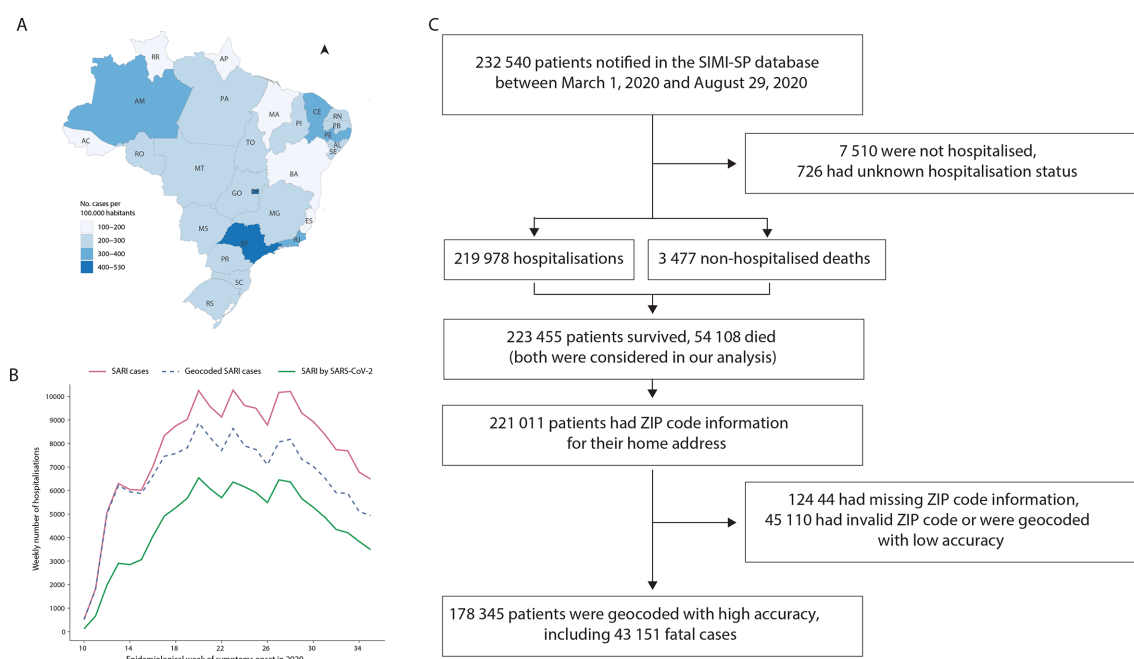 A
RR
AP
AM
PA
MA
CE
RN
PB
PI
PE
AL
SE
AC
RO
TO
MT
BA
GO
MG
ES
MS
SP
RJ
PR
SC
RS
No. cases per
100.000 habitants
100–200
200–300
300–400
400–530
B
SARI cases
Geocoded SARI cases
SARI by SARS-CoV-2
Weekly number of hospitalisations
10000
9000
8000
7000
6000
5000
4000
3000
2000
1000
0
10
14
18
22
26
30
34
Epidemiological week of symptoms onset in 2020
C
232 540 patients notified in the SIMI-SP database
between March 1, 2020 and August 29, 2020
7 510 were not hospitalised,
726 had unknown hospitalisation status
219 978 hospitalisations
3 477 non-hospitalised deaths
223 455 patients survived, 54 108 died
(both were considered in our analysis)
221 011 patients had ZIP code information
for their home address
124 44 had missing ZIP code information,
45 110 had invalid ZIP code or were geocoded
with low accuracy
178 345 patients were geocoded with high accuracy,
including 43 151 fatal cases